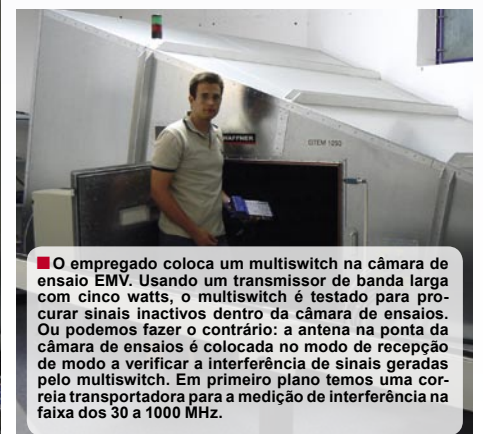 HAFFNER
GTEM 1250
O empregado coloca um multiswitch na câmara de
ensaio EMV. Usando um transmissor de banda larga
com cinco watts, o multiswitch é testado para pro-
curar sinais inactivos dentro da câmara de ensaios.
Ou podemos fazer o contrário: a antena na ponta da
câmara de ensaios é colocada no modo de recepção
de modo a verificar a interferência de sinais geradas
pelo multiswitch. Em primeiro plano temos uma cor-
reia transportadora para a medição de interferência na
faixa dos 30 a 1000 MHz.